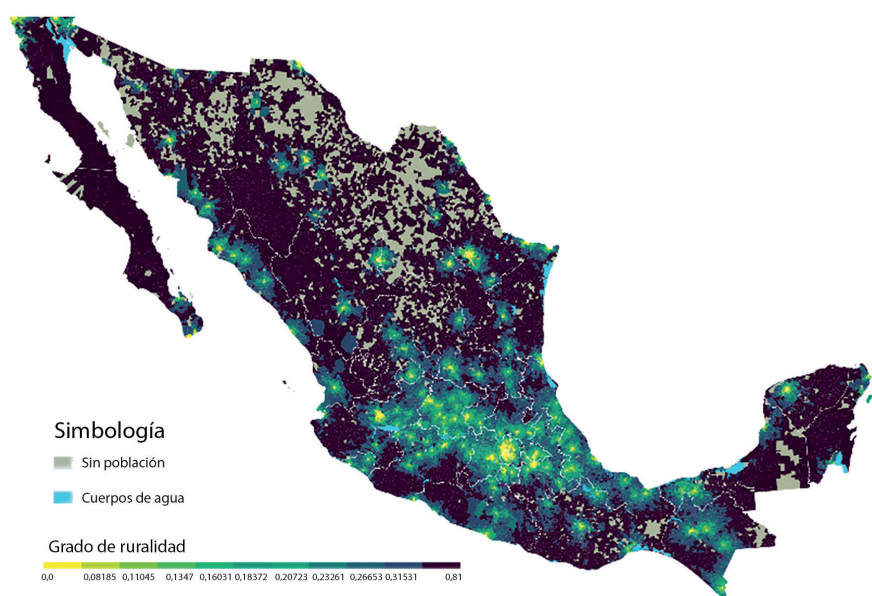 Simbología
Sin población
Cuerpos de agua
Grado de ruralidad
0,0 0,08185 0,11045 0,1347 0,16031 0,18372 0,20723 0,23261 0,26653 0,31531 0,81